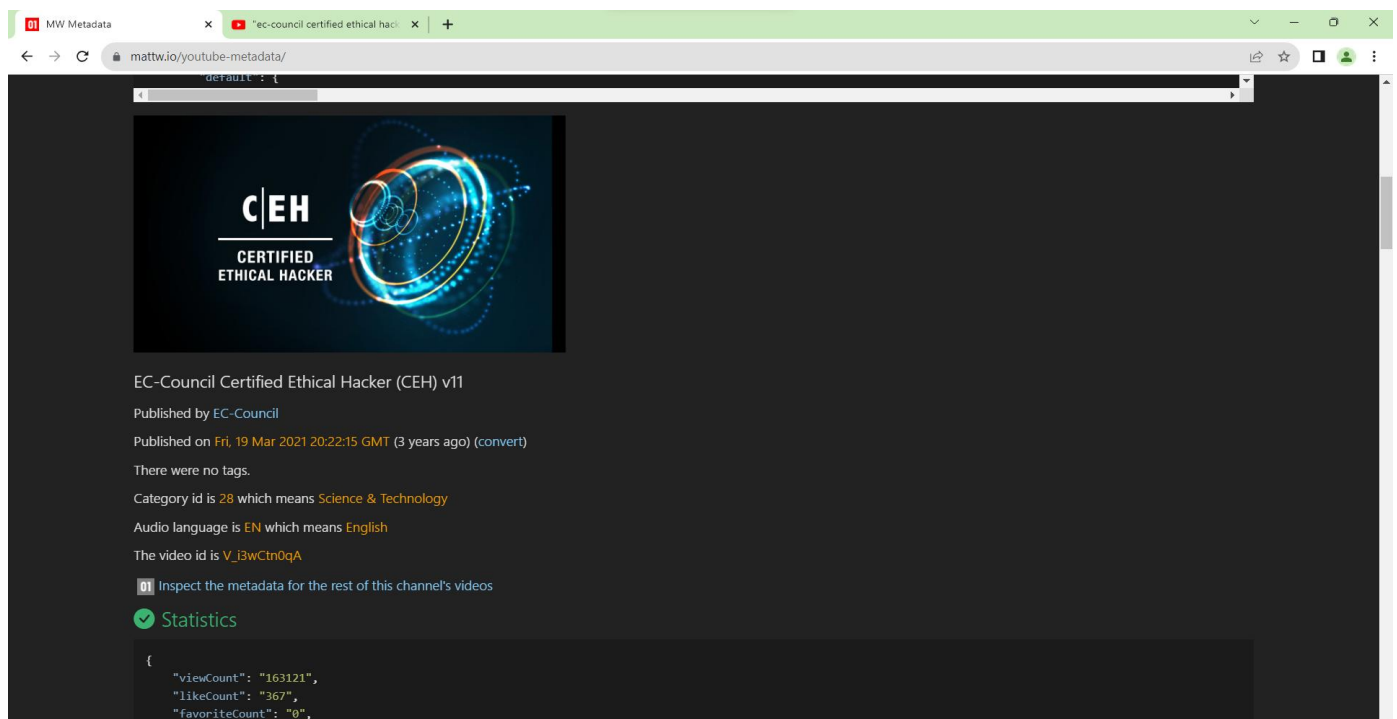 01 MW Metadata
"ec-council certified ethical hack
mattw.io/youtube-metadata/
"default": {
C|EH
CERTIFIED
ETHICAL HACKER
EC-Council Certified Ethical Hacker (CEH) v11
Published by EC-Council
Published on Fri, 19 Mar 2021 20:22:15 GMT (3 years ago) (convert)
There were no tags.
Category id is 28 which means Science & Technology
Audio language is EN which means English
The video id is V_i3wCtn0qA
01 Inspect the metadata for the rest of this channel's videos
Statistics
{
"viewCount": "163121",
"likeCount": "367",
"favoriteCount": "0",